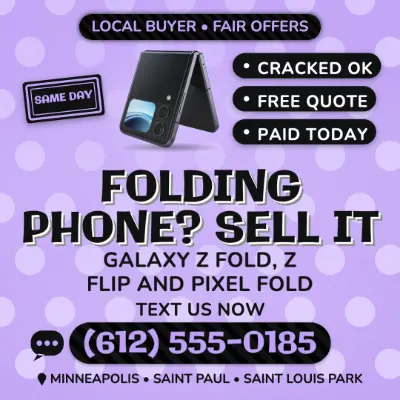 LOCAL BUYER • FAIR OFFERS
SAME DAY
• CRACKED OK
• FREE QUOTE
• PAID TODAY
FOLDING
PHONE? SELL IT
GALAXY Z FOLD, Z
FLIP AND PIXEL FOLD
TEXT US NOW
(612) 555-0185
MINNEAPOLIS • SAINT PAUL • SAINT LOUIS PARK